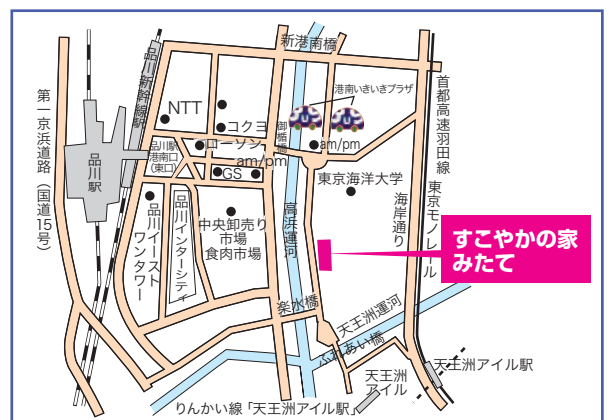 新港南橋
品川新幹線駅
港南いきいきプラザ
首都高速羽田線
第一京浜道路（国道15号）
NTT
コクヨ
御楯橋
ローソン
am/pm
品川駅
港南口
（東口）
am/pm
GS
品川駅
東京海洋大学
東京モノレール
海岸通り
品川イースト
ワンタワー
品川インターシティ
中央卸売り
市場
食肉市場
高浜運河
すこやかの家
みたて
楽水橋
天王洲運河
ふれあい橋
天王洲アイル駅
天王洲
アイル
りんかい線「天王洲アイル駅」